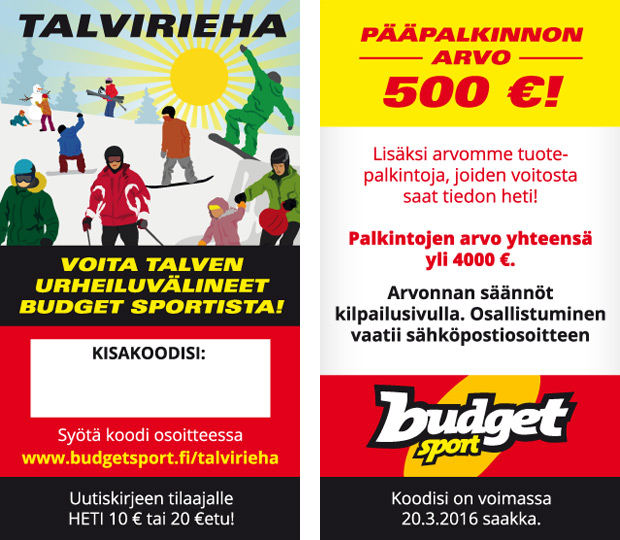 TALVIRIEHA
VOITA TALVEN
URHEILUVÄLINEET
BUDGET SPORTISTA!
KISAKOODISI:
Syötä koodi osoitteessa
www.budgetsport.fi/talvirieha
Uutiskirjeen tilaajalle
HETI 10 € tai 20 €etu!
PÄÄPALKINNON
ARVO
500 €!
Lisäksi arvomme tuote-
palkintoja, joiden voitosta
saat tiedon heti!
Palkintojen arvo yhteensä
yli 4000 €.
Arvonnan säännöt
kilpailusivulla. Osallistuminen
vaatii sähköpostiosoitteen
budget
sport
Koodisi on voimassa
20.3.2016 saakka.